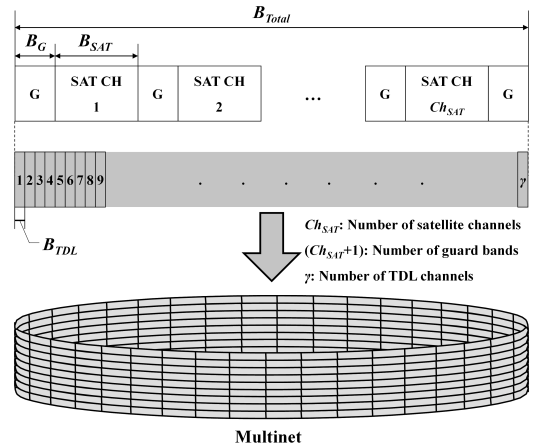 B_Total
B_G B_SAT
G SAT CH 1 G SAT CH 2 ... G SAT CH Ch_SAT G
1 2 3 4 5 6 7 8 9 . . . . . . γ
B_TDL
Ch_SAT: Number of satellite channels
(Ch_SAT+1): Number of guard bands
γ: Number of TDL channels
Multinet